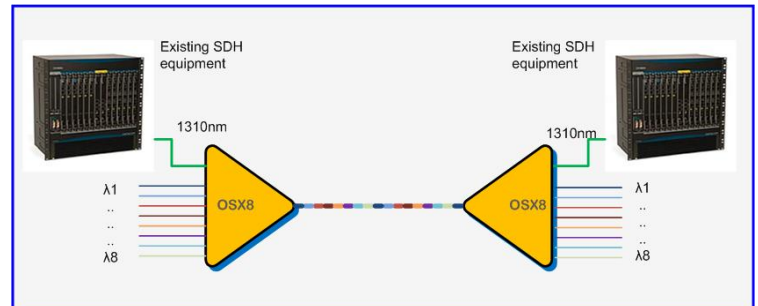 Existing SDH
equipment
Existing SDH
equipment
1310nm
1310nm
λ1
..
..
..
λ8
OSX8
OSX8
λ1
..
..
..
λ8